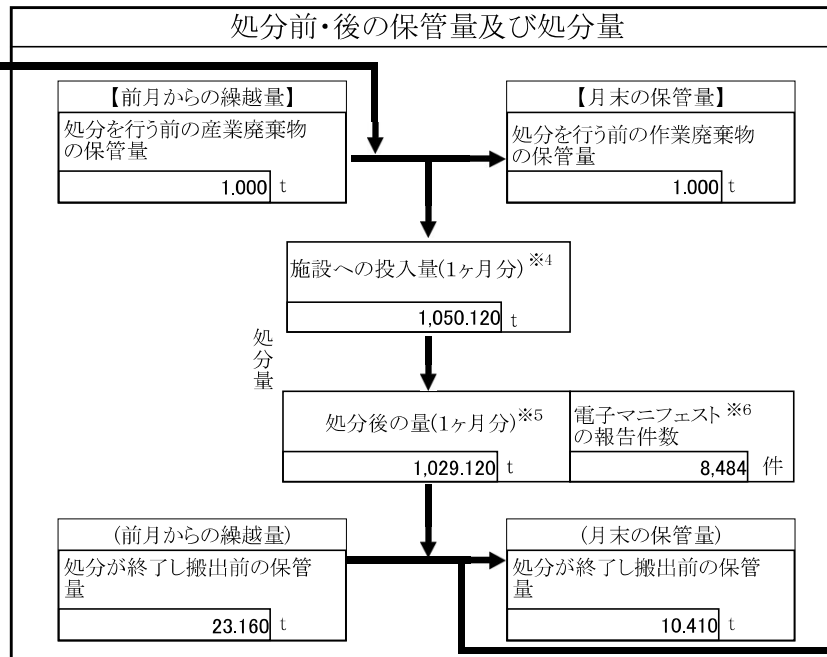 処分前・後の保管量及び処分量
【前月からの繰越量】
処分を行う前の産業廃棄物
の保管量
1.000 t
【月末の保管量】
処分を行う前の作業廃棄物
の保管量
1.000 t
施設への投入量(1ヶ月分)※4
1,050.120 t
処分量
処分後の量(1ヶ月分)※5
1,029.120 t
電子マニフェスト※6
の報告件数
8,484 件
(前月からの繰越量)
処分が終了し搬出前の保管
量
23.160 t
(月末の保管量)
処分が終了し搬出前の保管
量
10.410 t